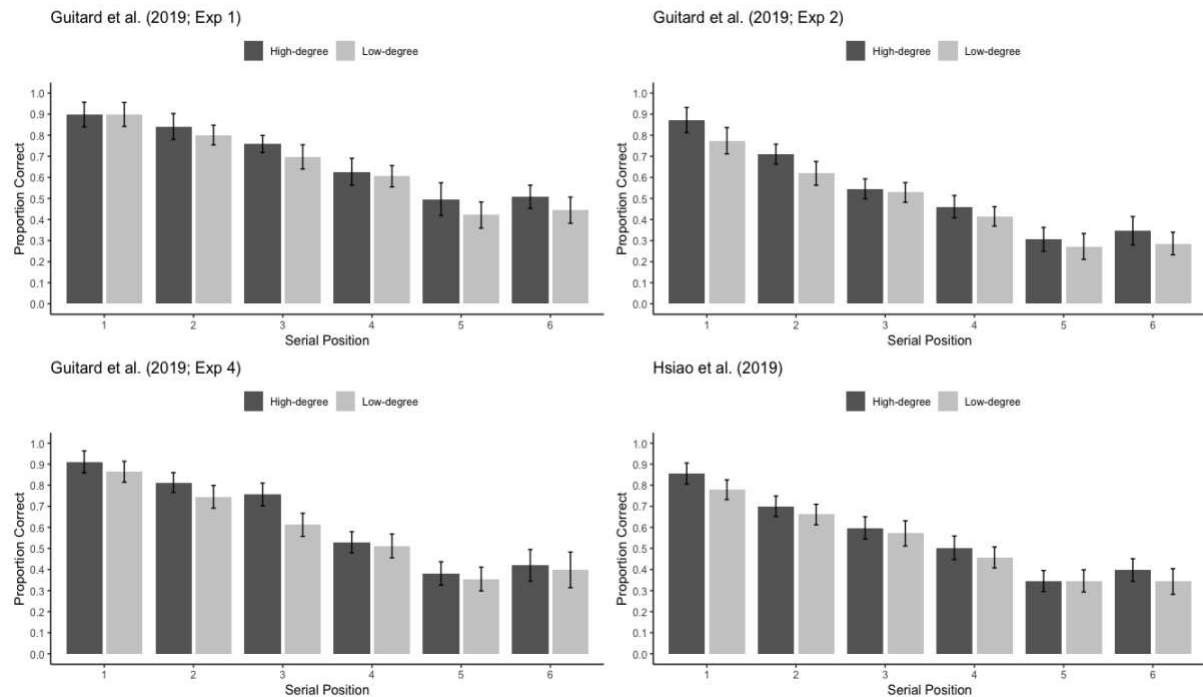 Guitard et al. (2019; Exp 1)
High-degree Low-degree
Proportion Correct
1.0
0.9
0.8
0.7
0.6
0.5
0.4
0.3
0.2
0.1
0.0
1 2 3 4 5 6
Serial Position
Guitard et al. (2019; Exp 2)
High-degree Low-degree
Proportion Correct
1.0
0.9
0.8
0.7
0.6
0.5
0.4
0.3
0.2
0.1
0.0
1 2 3 4 5 6
Serial Position
Guitard et al. (2019; Exp 4)
High-degree Low-degree
Proportion Correct
1.0
0.9
0.8
0.7
0.6
0.5
0.4
0.3
0.2
0.1
0.0
1 2 3 4 5 6
Serial Position
Hsiao et al. (2019)
High-degree Low-degree
Proportion Correct
1.0
0.9
0.8
0.7
0.6
0.5
0.4
0.3
0.2
0.1
0.0
1 2 3 4 5 6
Serial Position